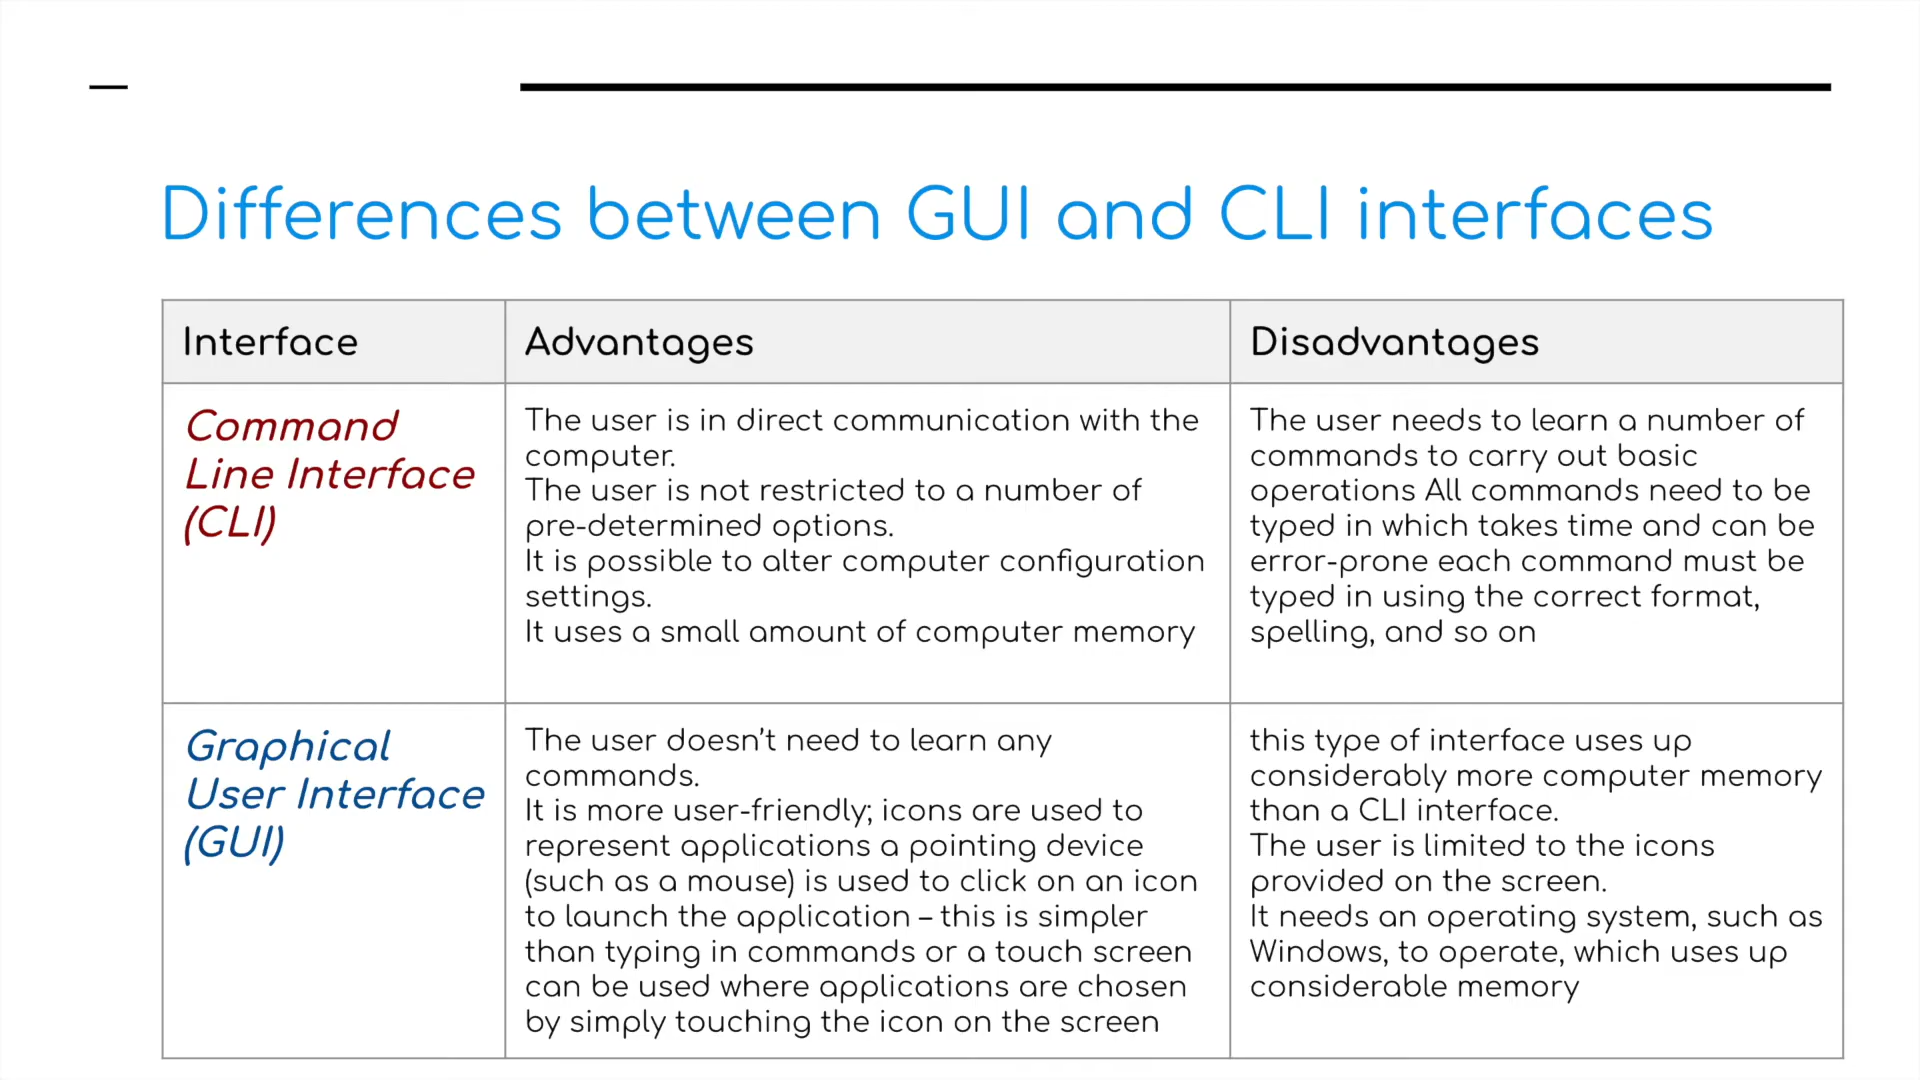 Differences between GUI and CLI interfaces
Interface
Advantages
Disadvantages
Command
Line Interface
(CLI)
The user is in direct communication with the
computer.
The user is not restricted to a number of
pre-determined options.
It is possible to alter computer configuration
settings.
It uses a small amount of computer memory
The user needs to learn a number of
commands to carry out basic
operations All commands need to be
typed in which takes time and can be
error-prone each command must be
typed in using the correct format,
spelling, and so on
Graphical
User Interface
(GUI)
The user doesn’t need to learn any
commands.
It is more user-friendly; icons are used to
represent applications a pointing device
(such as a mouse) is used to click on an icon
to launch the application – this is simpler
than typing in commands or a touch screen
can be used where applications are chosen
by simply touching the icon on the screen
this type of interface uses up
considerably more computer memory
than a CLI interface.
The user is limited to the icons
provided on the screen.
It needs an operating system, such as
Windows, to operate, which uses up
considerable memory